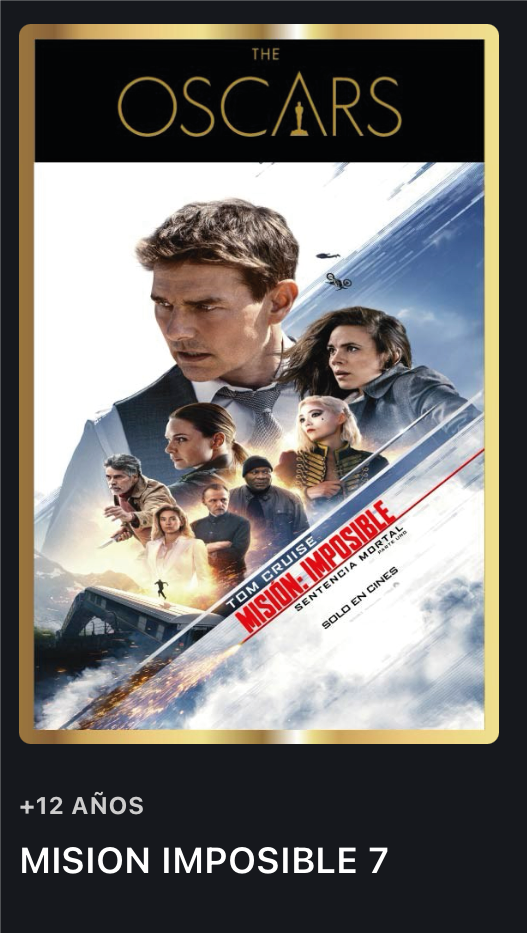 THE
OSCARS
TOM CRUISE
MISIÓN: IMPOSIBLE
SENTENCIA MORTAL
PARTE UNO
SOLO EN CINES
+12 AÑOS
MISION IMPOSIBLE 7